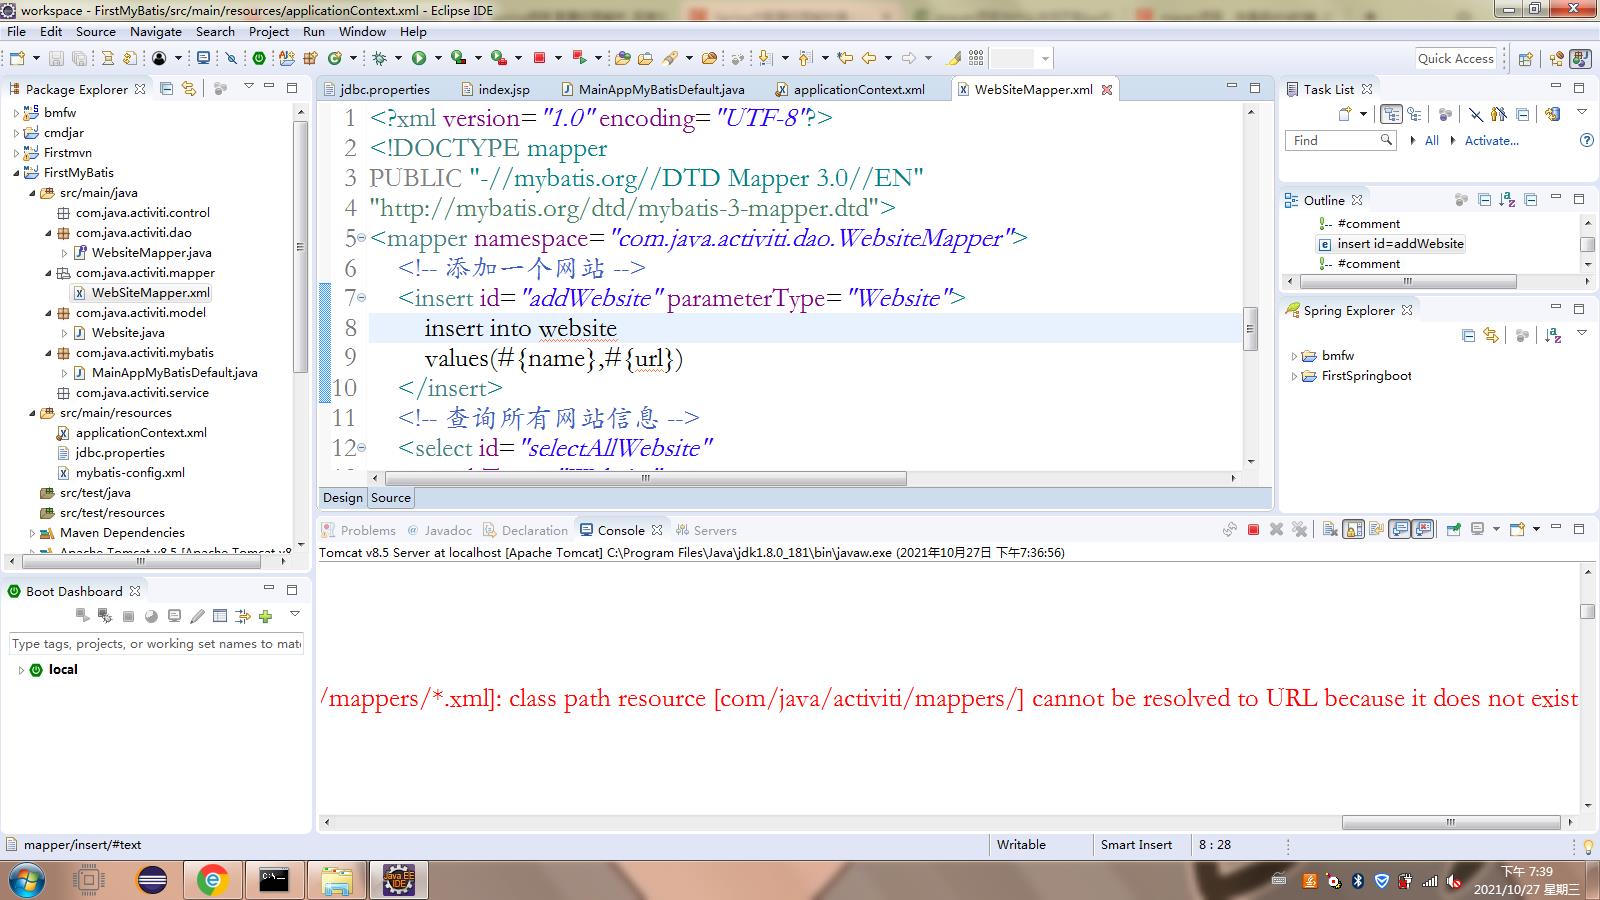 workspace - FirstMyBatis/src/main/resources/applicationContext.xml - Eclipse IDE
File Edit Source Navigate Search Project Run Window Help
Quick Access
Package Explorer
bmfw
cmdjar
Firstmvn
FirstMyBatis
src/main/java
com.java.activiti.control
com.java.activiti.dao
WebsiteMapper.java
com.java.activiti.mapper
WebSiteMapper.xml
com.java.activiti.model
Website.java
com.java.activiti.mybatis
MainAppMyBatisDefault.java
com.java.activiti.service
src/main/resources
applicationContext.xml
jdbc.properties
mybatis-config.xml
src/test/java
src/test/resources
Maven Dependencies
Apache Tomcat v8.5 [Apache Tomcat v8
Boot Dashboard
Type tags, projects, or working set names to mat
local
jdbc.properties index.jsp MainAppMyBatisDefault.java applicationContext.xml WebSiteMapper.xml
1 <?xml version="1.0" encoding="UTF-8"?>
2 <!DOCTYPE mapper
3 PUBLIC "-//mybatis.org//DTD Mapper 3.0//EN"
4 "http://mybatis.org/dtd/mybatis-3-mapper.dtd">
5 <mapper namespace="com.java.activiti.dao.WebsiteMapper">
6 <!-- 添加一个网站 -->
7 <insert id="addWebsite" parameterType="Website">
8 insert into website
9 values(#{name},#{url})
10 </insert>
11 <!-- 查询所有网站信息 -->
12 <select id="selectAllWebsite"
Design Source
Task List
Find All Activate...
Outline
#comment
insert id=addWebsite
#comment
Spring Explorer
bmfw
FirstSpringboot
Problems Javadoc Declaration Console Servers
Tomcat v8.5 Server at localhost [Apache Tomcat] C:\Program Files\Java\jdk1.8.0_181\bin\javaw.exe (2021年10月27日 下午7:36:56)
/mappers/*.xml]: class path resource [com/java/activiti/mappers/] cannot be resolved to URL because it does not exist
mapper/insert/#text Writable Smart Insert 8 : 28
Java EE
IDE
下午 7:39
2021/10/27 星期三